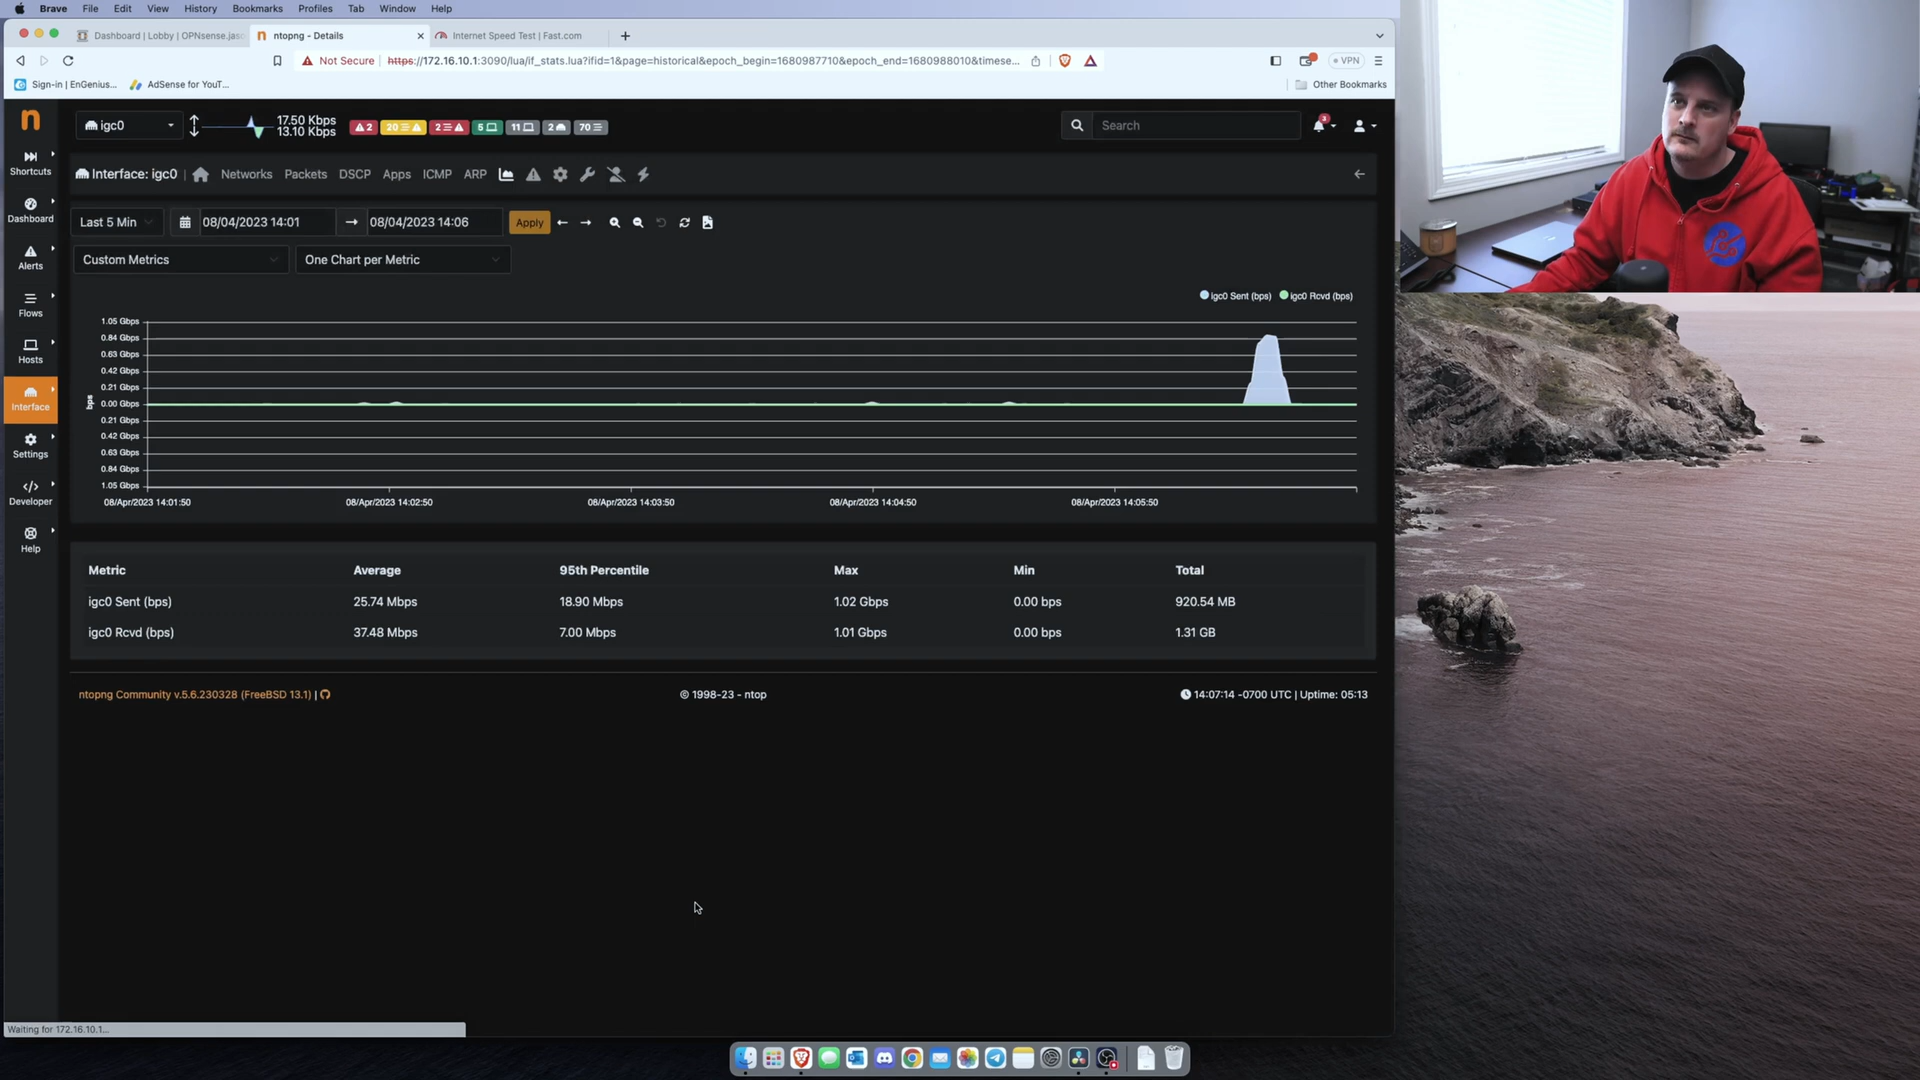 Brave File Edit View History Bookmarks Profiles Tab Window Help
Dashboard | Lobby | OPNsense.jas
ntopng - Details
Internet Speed Test | Fast.com
Not Secure https://172.16.10.1:3090/lua/if_stats.lua?ifid=1&page=historical&epoch_begin=1680987710&epoch_end=1680988010&timese...
VPN
Sign-in | EnGenius...
AdSense for YouT...
Other Bookmarks
igc0
17.50 Kbps
13.10 Kbps
2 20 2 5 11 2 70
Search
3
Shortcuts
Dashboard
Alerts
Flows
Hosts
Interface
Settings
Developer
Help
Interface: igc0 | Networks Packets DSCP Apps ICMP ARP
Last 5 Min 08/04/2023 14:01 → 08/04/2023 14:06 Apply
Custom Metrics One Chart per Metric
igc0 Sent (bps) igc0 Rcvd (bps)
1.05 Gbps
0.84 Gbps
0.63 Gbps
0.42 Gbps
0.21 Gbps
0.00 Gbps
0.21 Gbps
0.42 Gbps
0.63 Gbps
0.84 Gbps
1.05 Gbps
bps
08/Apr/2023 14:01:50 08/Apr/2023 14:02:50 08/Apr/2023 14:03:50 08/Apr/2023 14:04:50 08/Apr/2023 14:05:50
Metric Average 95th Percentile Max Min Total
igc0 Sent (bps) 25.74 Mbps 18.90 Mbps 1.02 Gbps 0.00 bps 920.54 MB
igc0 Rcvd (bps) 37.48 Mbps 7.00 Mbps 1.01 Gbps 0.00 bps 1.31 GB
ntopng Community v.5.6.230328 (FreeBSD 13.1) |
© 1998-23 - ntop
14:07:14 -0700 UTC | Uptime: 05:13
Waiting for 172.16.10.1...